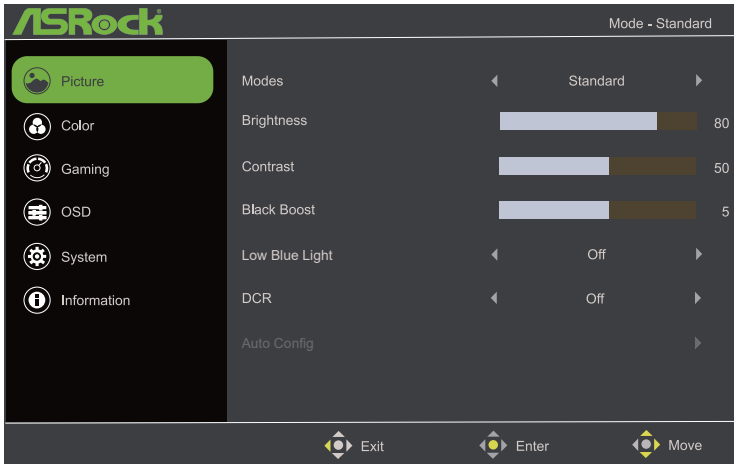 ASRock
Mode - Standard
Picture
Color
Gaming
OSD
System
Information
Modes Standard
Brightness 80
Contrast 50
Black Boost 5
Low Blue Light Off
DCR Off
Auto Config
Exit Enter Move